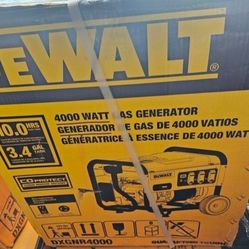 DEWALT
10.0 HRS
4000 WATT GAS GENERATOR
GENERADOR DE GAS DE 4000 VATIOS
GÉNÉRATRICE À ESSENCE DE 4000 WAT
3.4 GAL
CO PROTECT
DEWALT
DXGNR4000